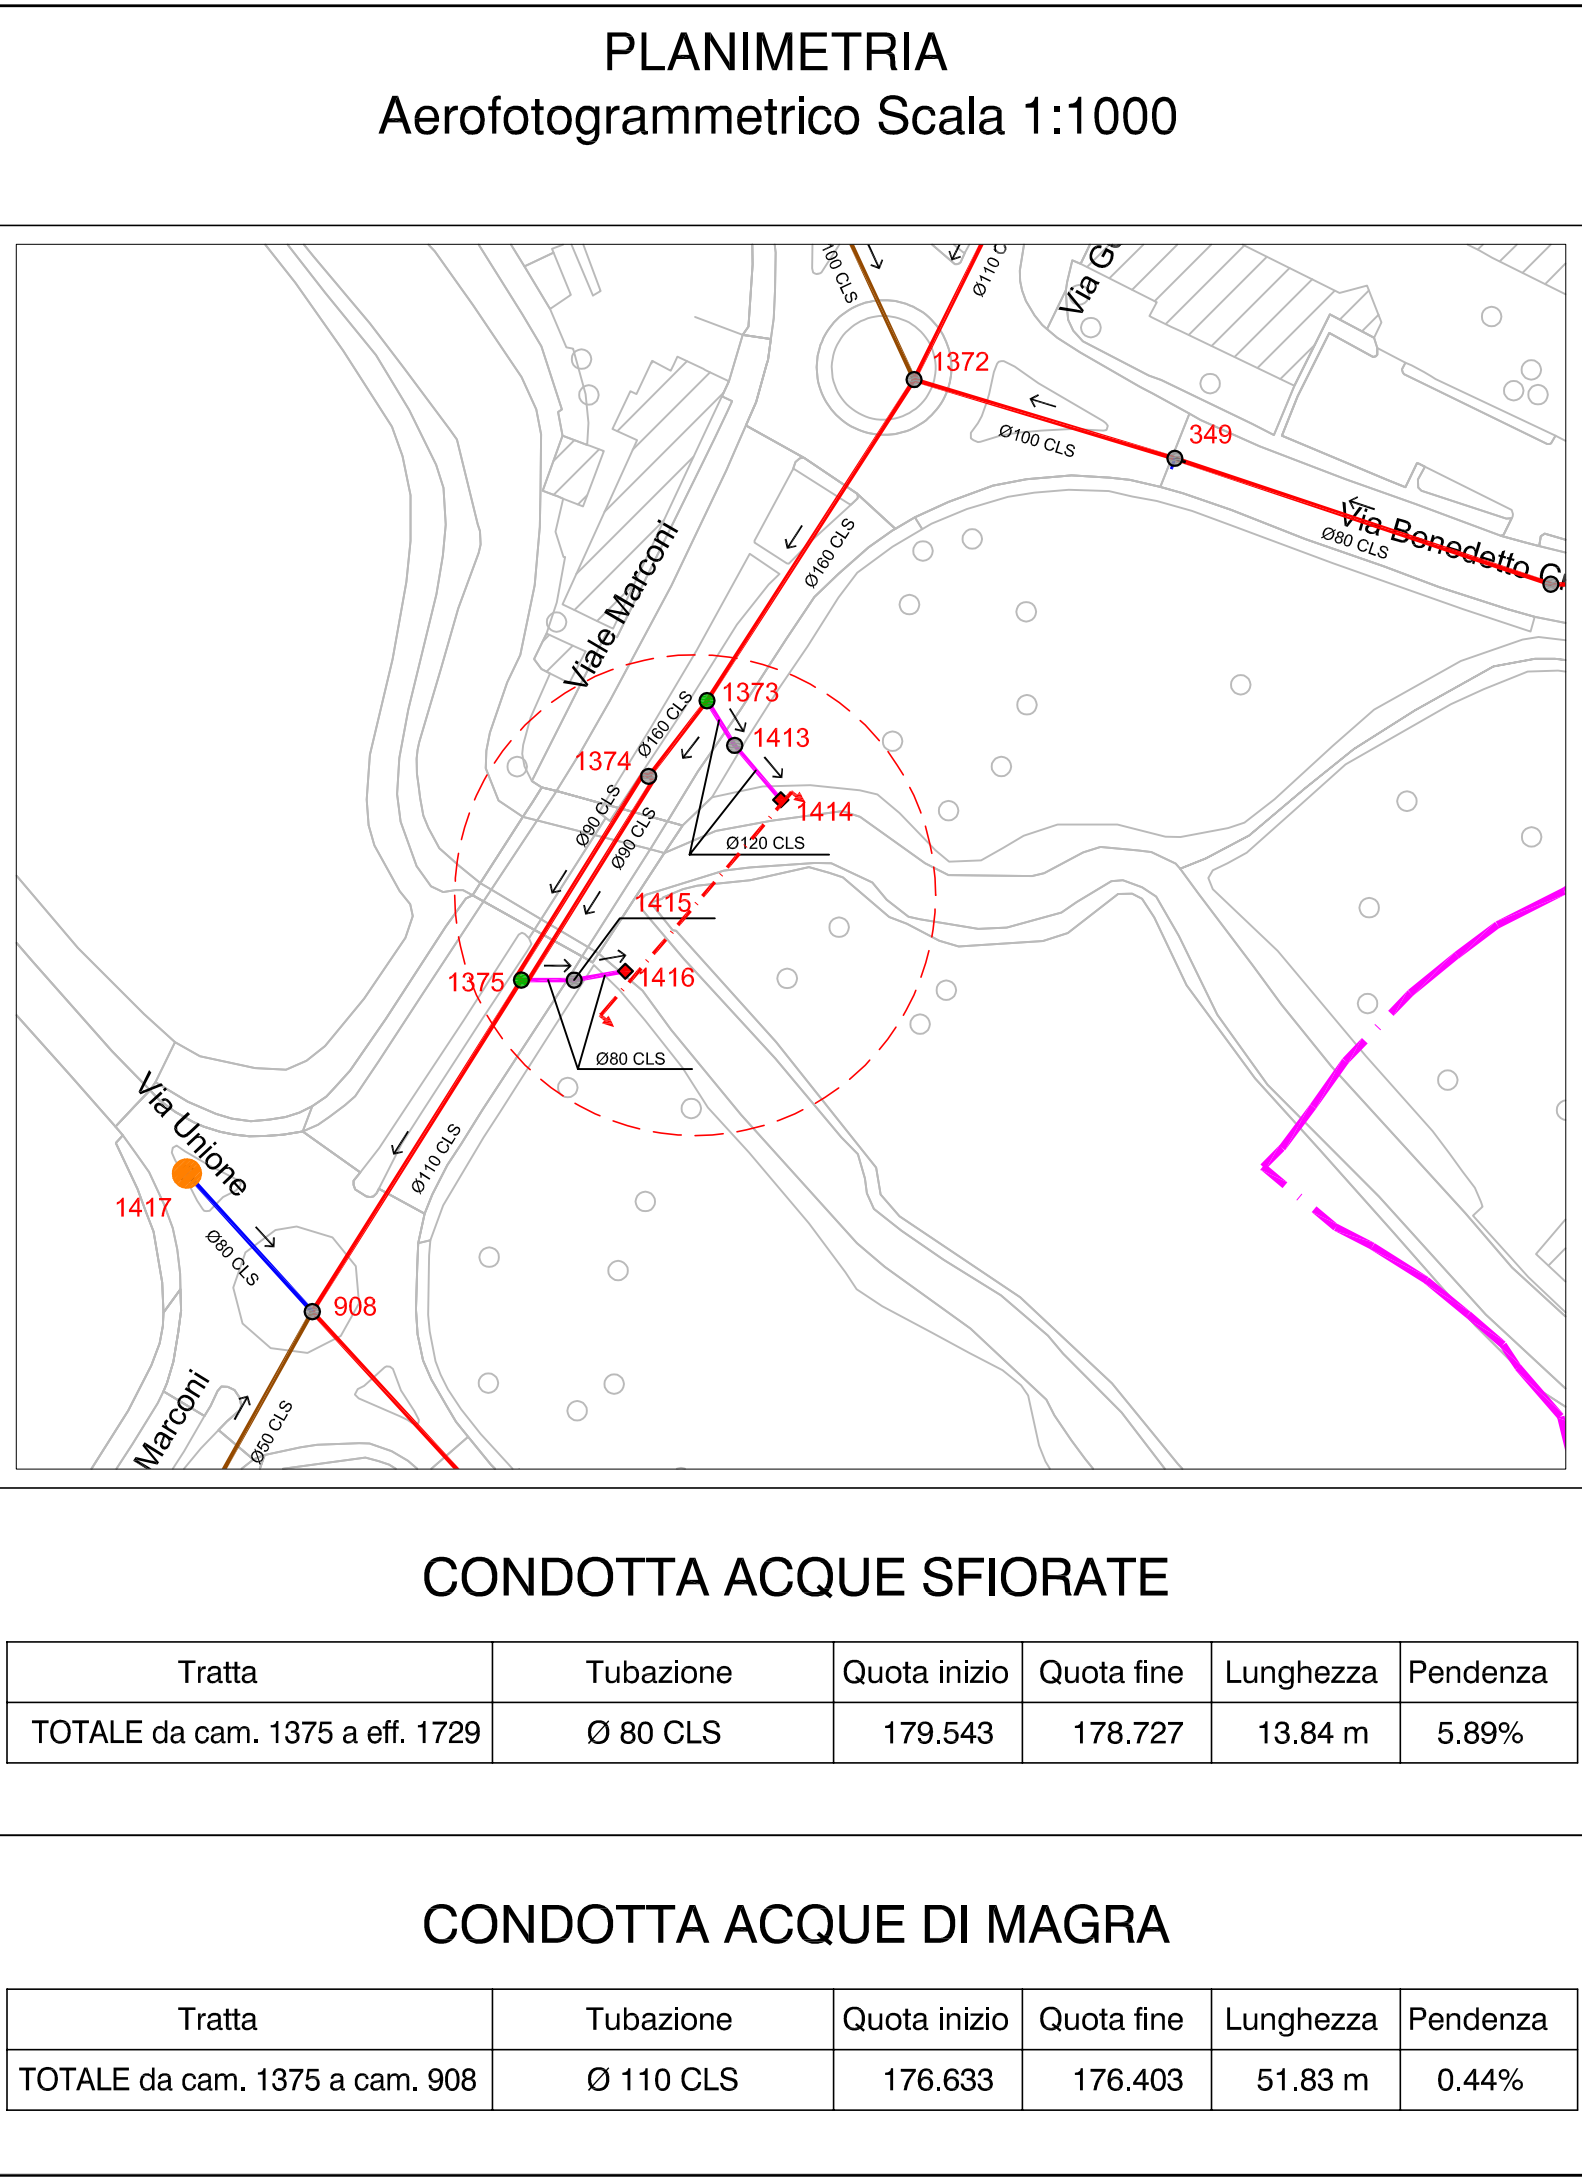 PLANIMETRIA
Aerofotogrammetrico Scala 1:1000
100 CLS
Ø110 C
Via G
1372
Ø100 CLS
349
Via Benedetto C
Ø80 CLS
Ø160 CLS
Viale Marconi
1373
Ø160 CLS
1413
1374
1414
Ø90 CLS
Ø90 CLS
Ø120 CLS
1415
1375
1416
Ø80 CLS
Via Unione
Ø110 CLS
1417
Ø80 CLS
908
Marconi
Ø50 CLS
CONDOTTA ACQUE SFIORATE
Tratta Tubazione Quota inizio Quota fine Lunghezza Pendenza
TOTALE da cam. 1375 a eff. 1729 Ø 80 CLS 179.543 178.727 13.84 m 5.89%
CONDOTTA ACQUE DI MAGRA
Tratta Tubazione Quota inizio Quota fine Lunghezza Pendenza
TOTALE da cam. 1375 a cam. 908 Ø 110 CLS 176.633 176.403 51.83 m 0.44%